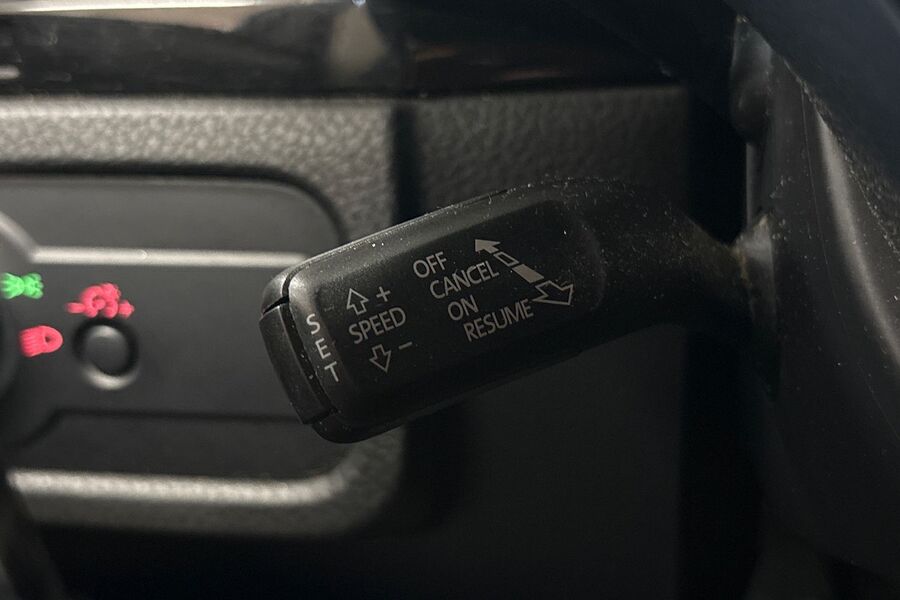 OFF
CANCEL
ON
RESUME
+
SPEED
−
SET